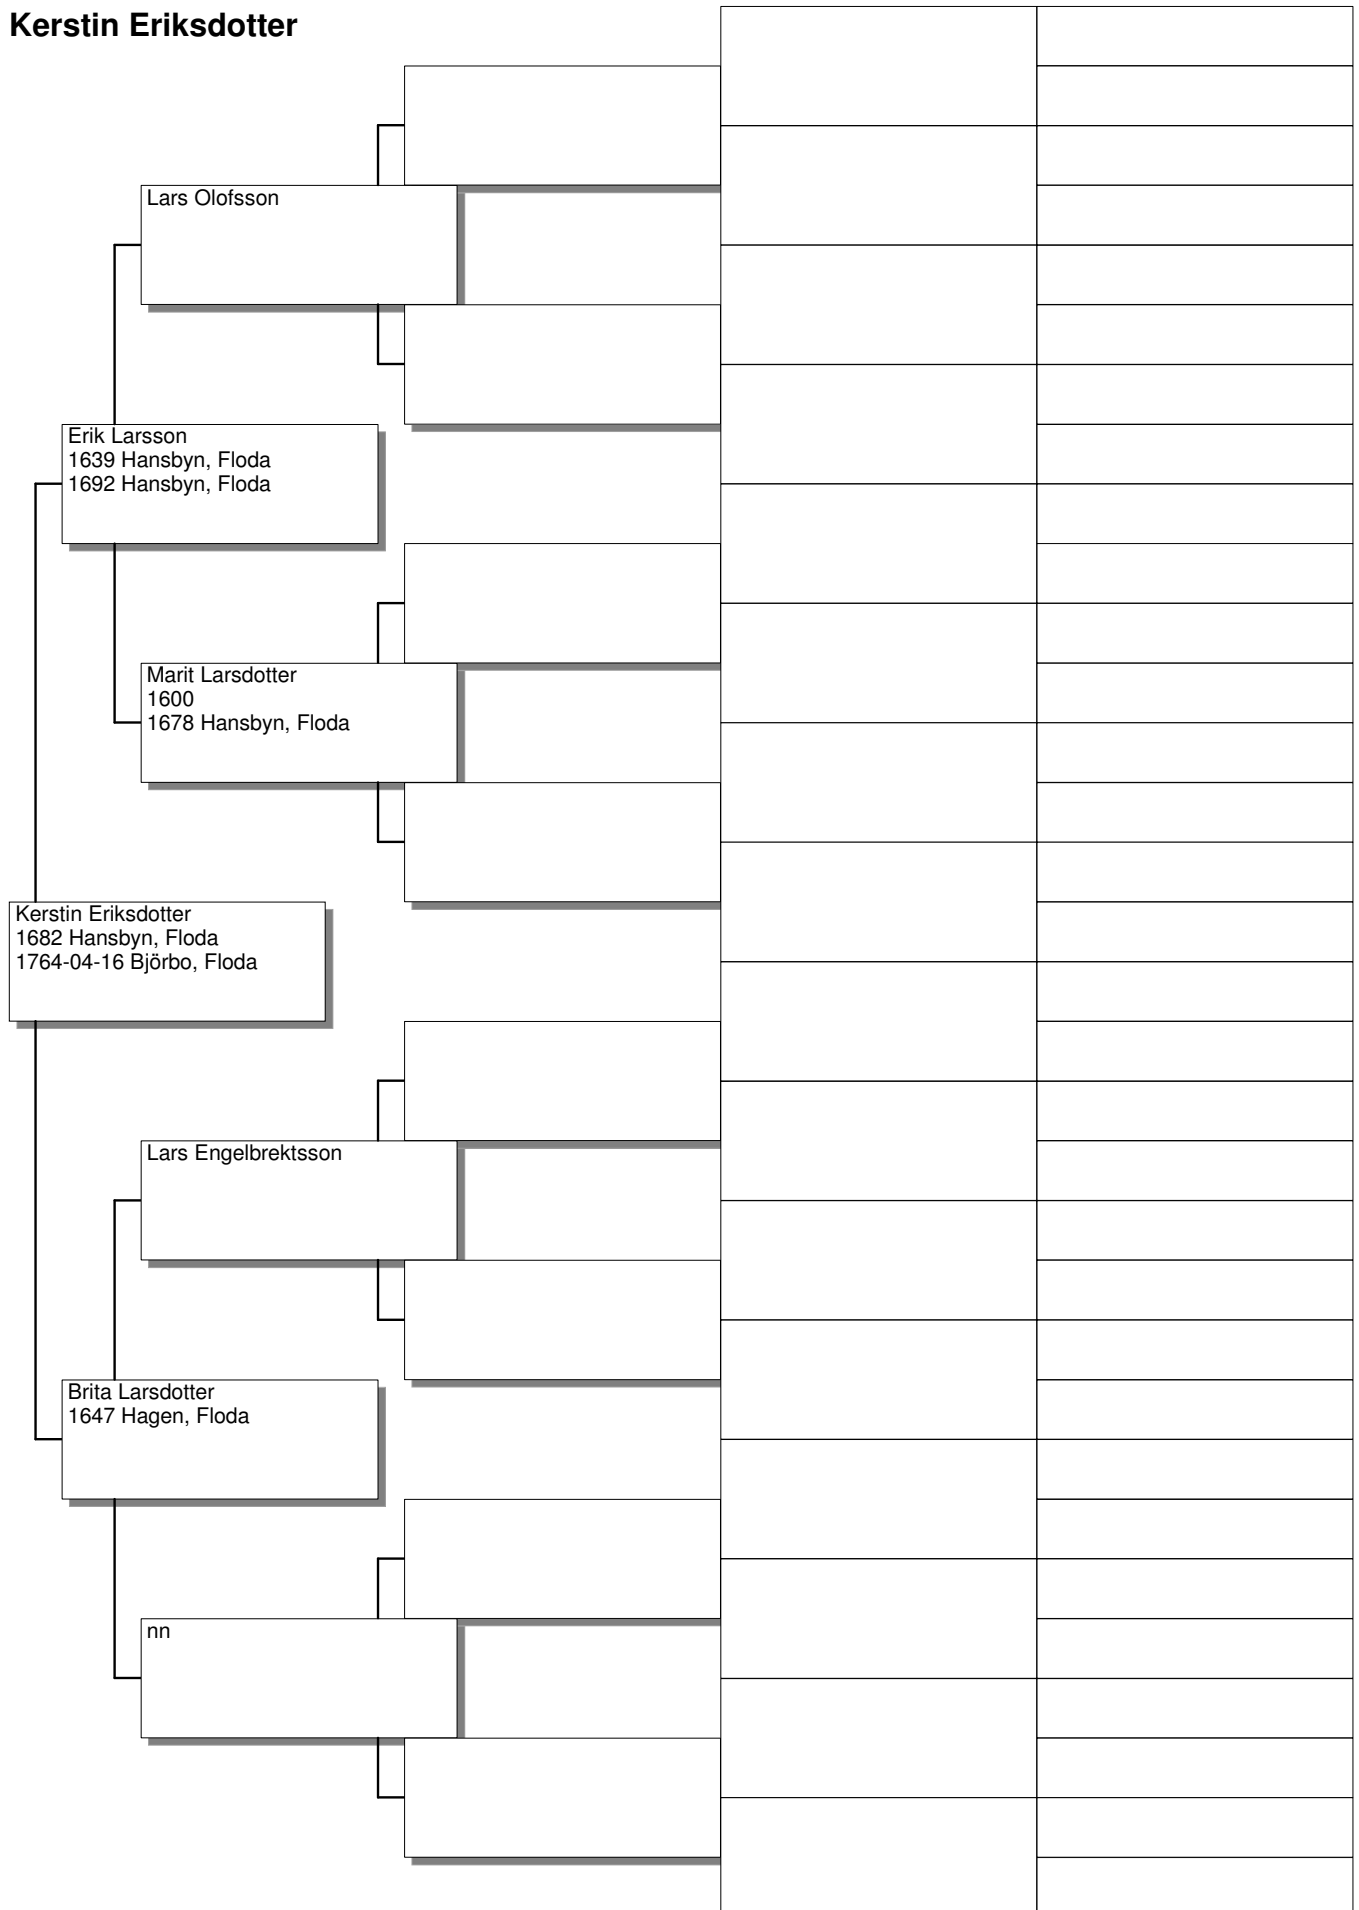 Kerstin Eriksdotter
Lars Olofsson
Erik Larsson
1639 Hansbyn, Floda
1692 Hansbyn, Floda
Marit Larsdotter
1600
1678 Hansbyn, Floda
Kerstin Eriksdotter
1682 Hansbyn, Floda
1764-04-16 Björbo, Floda
Lars Engelbrektsson
Brita Larsdotter
1647 Hagen, Floda
nn